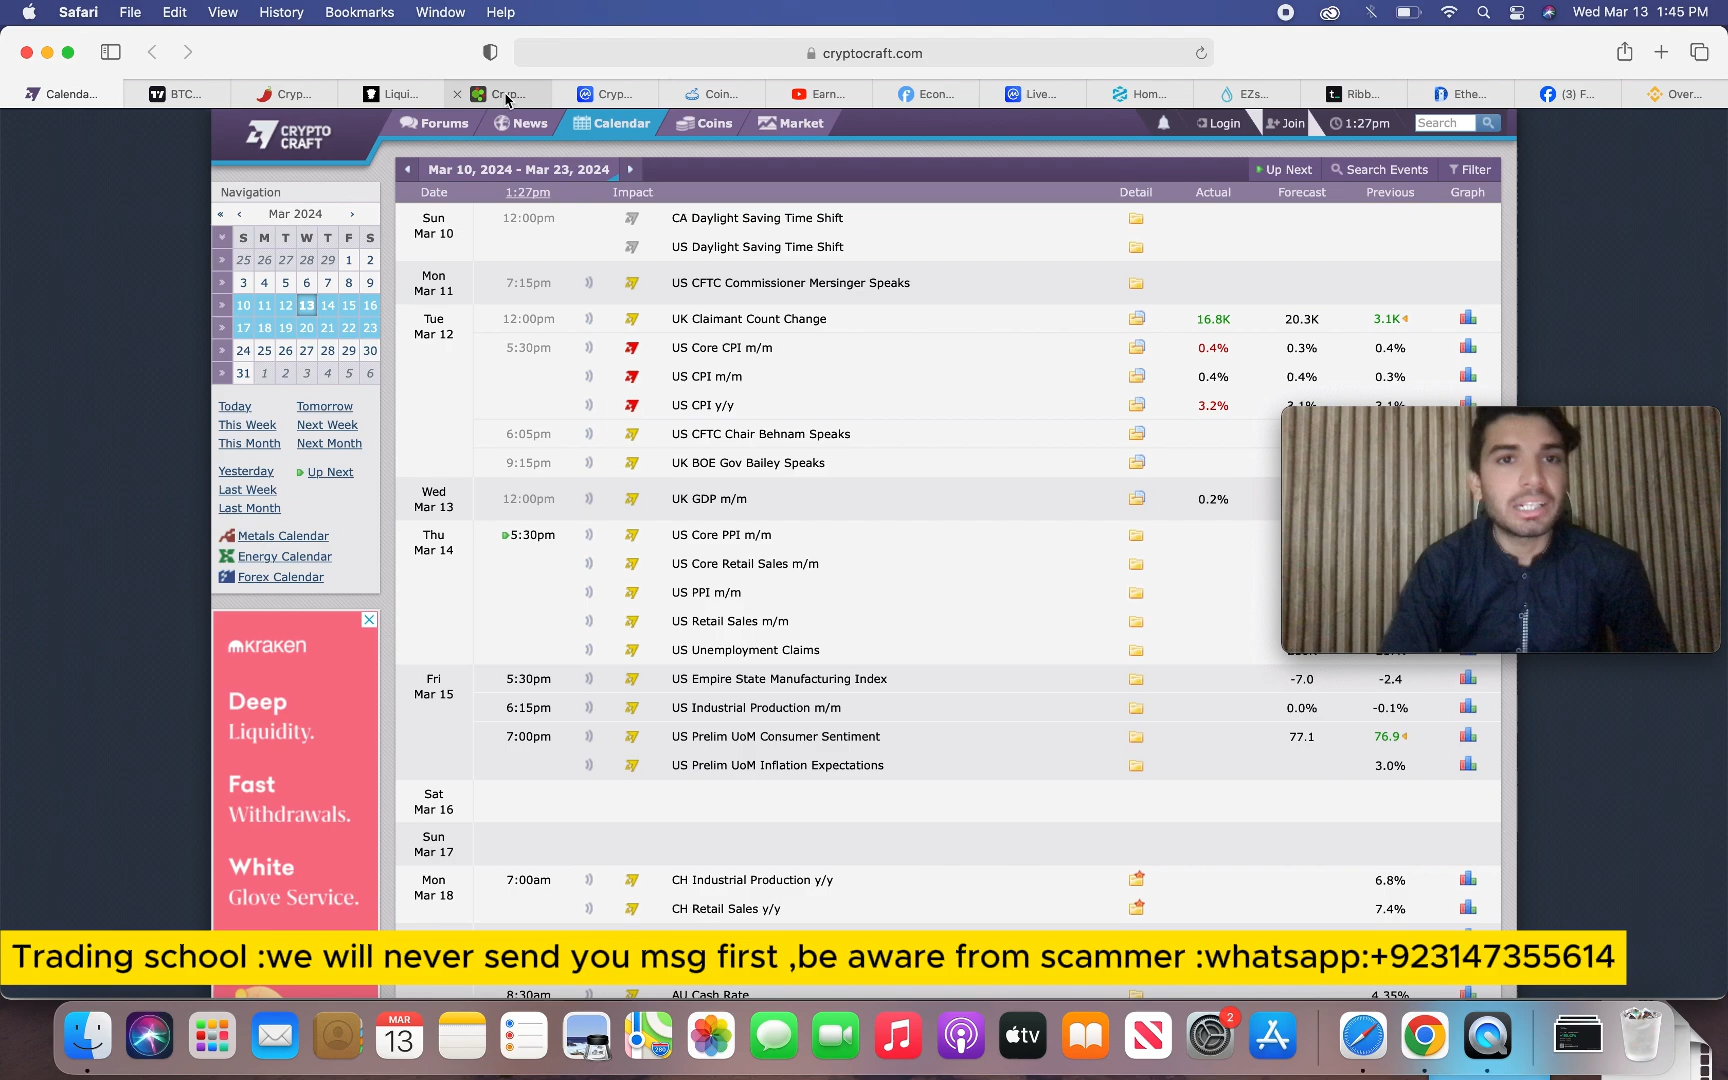 Safari File Edit View History Bookmarks Window Help Wed Mar 13 1:45 PM
cryptocraft.com
Calenda... BTC... Cryp... Liqui... Cryp... Cryp... Coin... Earn... Econ... Live... Hom... EZs... Ribb... Ethe... (3) F... Over...
CRYPTO CRAFT Forums News Calendar Coins Market Login Join 1:27pm Search
Mar 10, 2024 - Mar 23, 2024 Up Next Search Events Filter
Date 1:27pm Impact Detail Actual Forecast Previous Graph
Navigation
« ‹ Mar 2024 ›
S M T W T F S
25 26 27 28 29 1 2
3 4 5 6 7 8 9
10 11 12 13 14 15 16
17 18 19 20 21 22 23
24 25 26 27 28 29 30
31 1 2 3 4 5 6
Today Tomorrow
This Week Next Week
This Month Next Month
Yesterday Up Next
Last Week
Last Month
Metals Calendar
Energy Calendar
Forex Calendar
KRAKEN
Deep
Liquidity.
Fast
Withdrawals.
White
Glove Service.
Sun Mar 10 12:00pm CA Daylight Saving Time Shift
US Daylight Saving Time Shift
Mon Mar 11 7:15pm US CFTC Commissioner Mersinger Speaks
Tue Mar 12 12:00pm UK Claimant Count Change 16.8K 20.3K 3.1K
5:30pm US Core CPI m/m 0.4% 0.3% 0.4%
US CPI m/m 0.4% 0.4% 0.3%
US CPI y/y 3.2% 3.1% 3.1%
6:05pm US CFTC Chair Behnam Speaks
9:15pm UK BOE Gov Bailey Speaks
Wed Mar 13 12:00pm UK GDP m/m 0.2%
Thu Mar 14 5:30pm US Core PPI m/m
US Core Retail Sales m/m
US PPI m/m
US Retail Sales m/m
US Unemployment Claims
Fri Mar 15 5:30pm US Empire State Manufacturing Index -7.0 -2.4
6:15pm US Industrial Production m/m 0.0% -0.1%
7:00pm US Prelim UoM Consumer Sentiment 77.1 76.9
US Prelim UoM Inflation Expectations 3.0%
Sat Mar 16
Sun Mar 17
Mon Mar 18 7:00am CH Industrial Production y/y 6.8%
CH Retail Sales y/y 7.4%
Trading school :we will never send you msg first ,be aware from scammer :whatsapp:+923147355614
8:30am AU Cash Rate 4.35%
MAR
13
tv
2